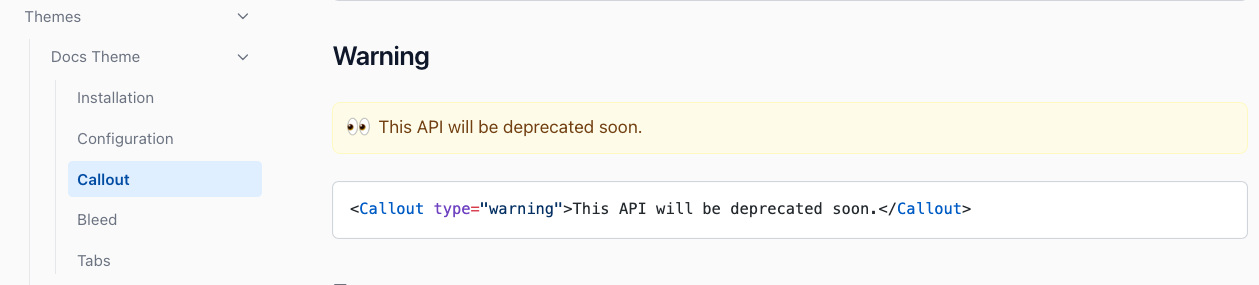 Themes
Docs Theme
Installation
Configuration
Callout
Bleed
Tabs
Warning
👀 This API will be deprecated soon.
<Callout type="warning">This API will be deprecated soon.</Callout>